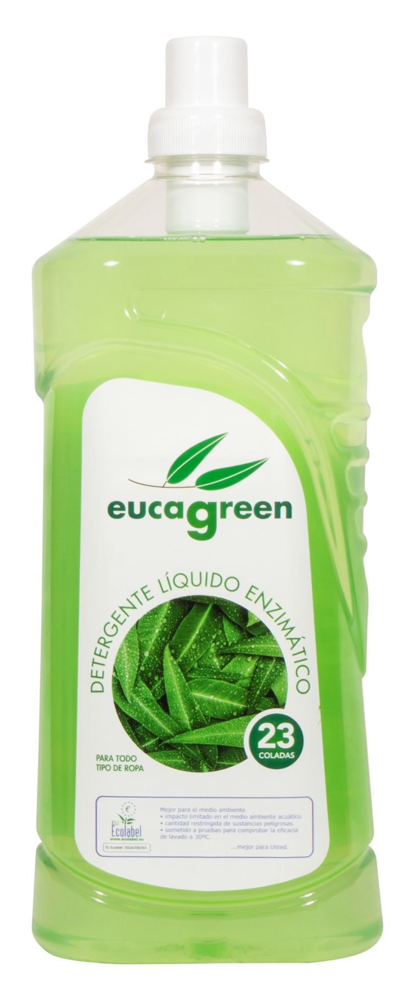 eucagreen
DETERGENTE LÍQUIDO ENZIMÁTICO
23
COLADAS
PARA TODO
TIPO DE ROPA
€
EU
Ecolabel
www.ecolabel.eu
EU Ecolabel: ESGA/006/001
Mejor para el medio ambiente
• impacto limitado en el medio ambiente acuático.
• cantidad restringida de sustancias peligrosas.
• sometido a pruebas para comprobar la eficacia
de lavado a 30ºC.
...mejor para Usted.